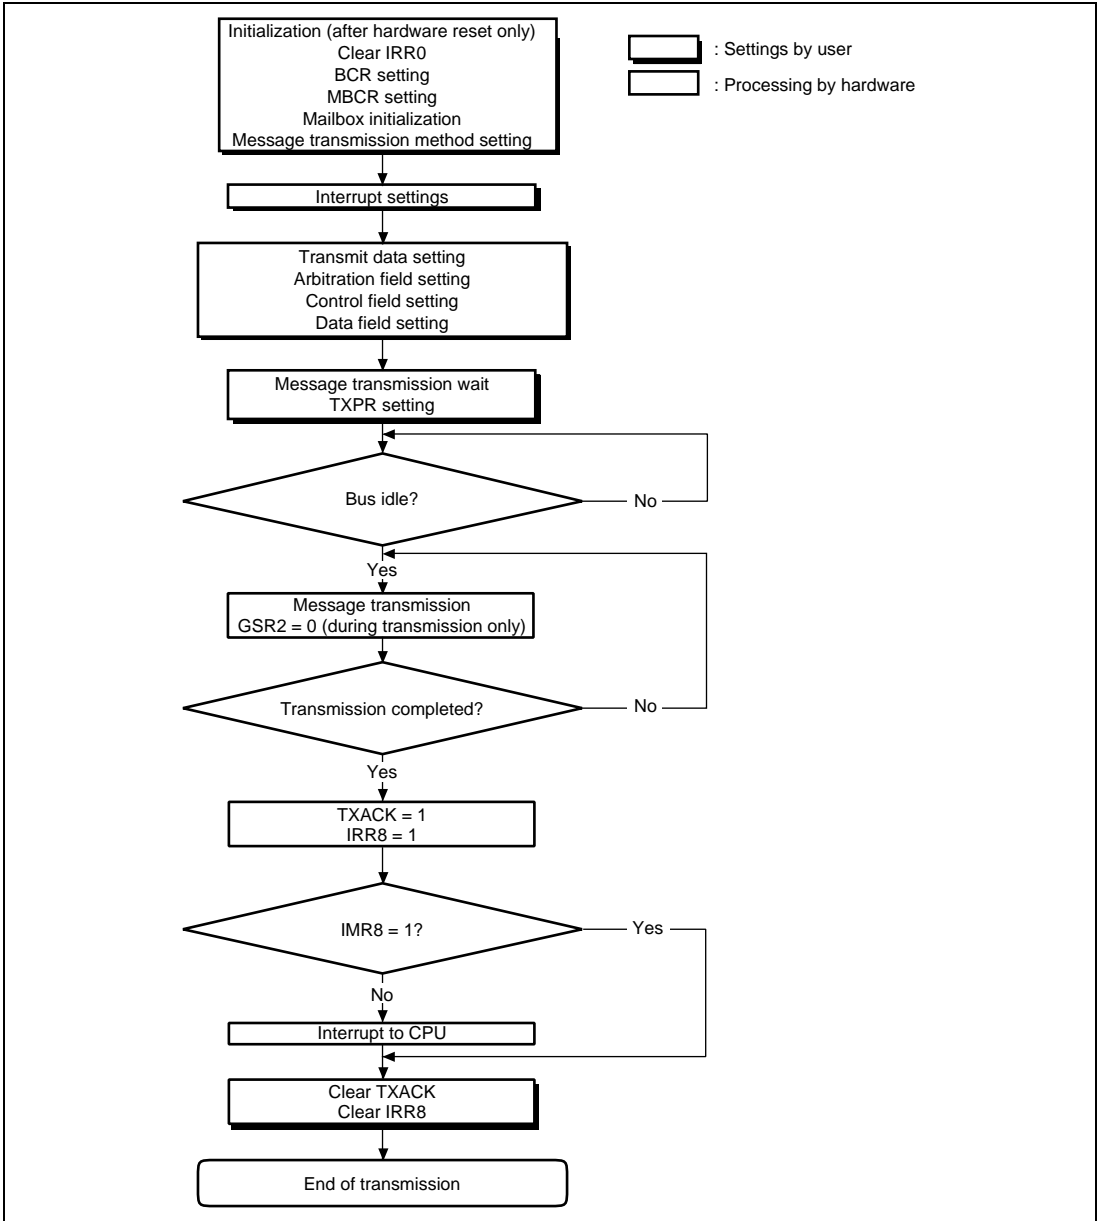 Initialization (after hardware reset only)
Clear IRR0
BCR setting
MBCR setting
Mailbox initialization
Message transmission method setting
: Settings by user
: Processing by hardware
Interrupt settings
Transmit data setting
Arbitration field setting
Control field setting
Data field setting
Message transmission wait
TXPR setting
Bus idle?
No
Yes
Message transmission
GSR2 = 0 (during transmission only)
Transmission completed?
No
Yes
TXACK = 1
IRR8 = 1
IMR8 = 1?
Yes
No
Interrupt to CPU
Clear TXACK
Clear IRR8
End of transmission